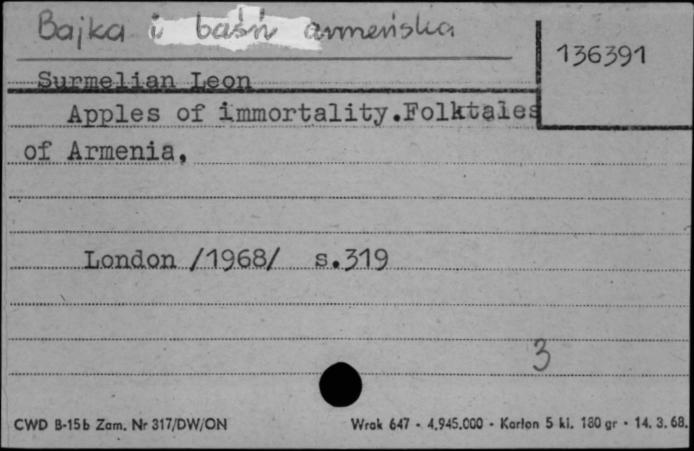 Bajka i baśń armeńska
136391
Surmelian Leon
Apples of immortality.Folktales
of Armenia,
London /1968/ s.319
3
CWD B-15b Zam. Nr 317/DW/ON
Wrak 647 - 4.945.000 - Karton 5 kl. 180 gr - 14. 3. 68.